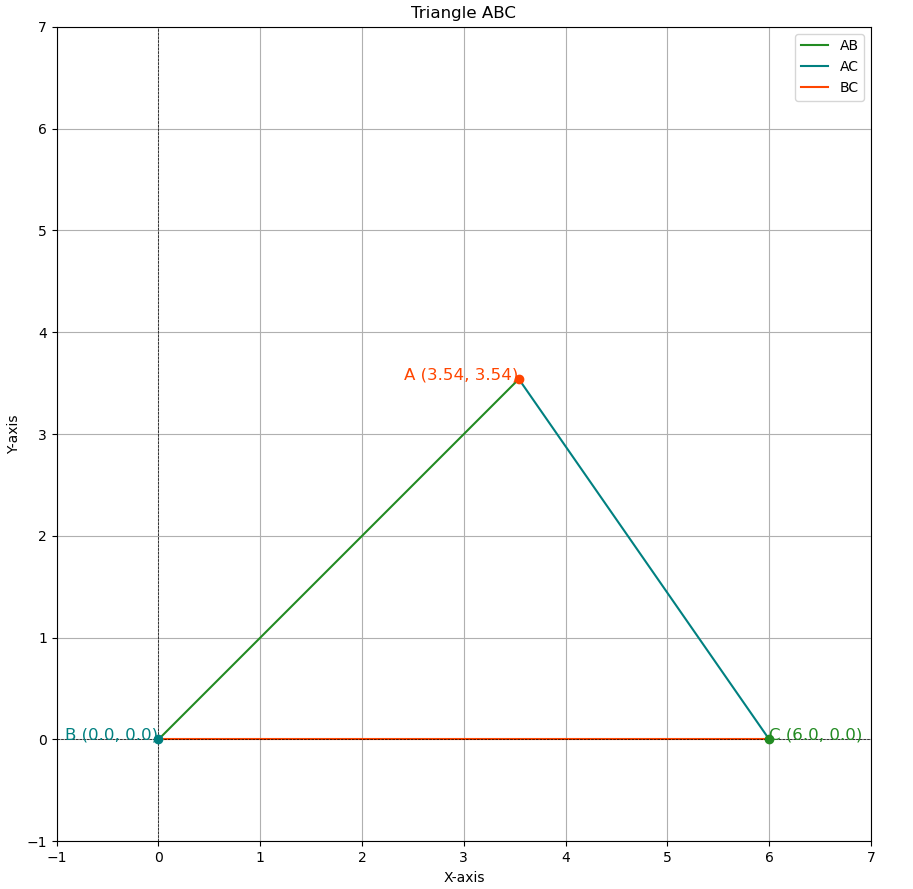 Triangle ABC
7
AB
AC
BC
6
5
4
A (3.54, 3.54)
3
Y-axis
2
1
B (0.0, 0.0)
0
C (6.0, 0.0)
−1
−1 0 1 2 3 4 5 6 7
X-axis